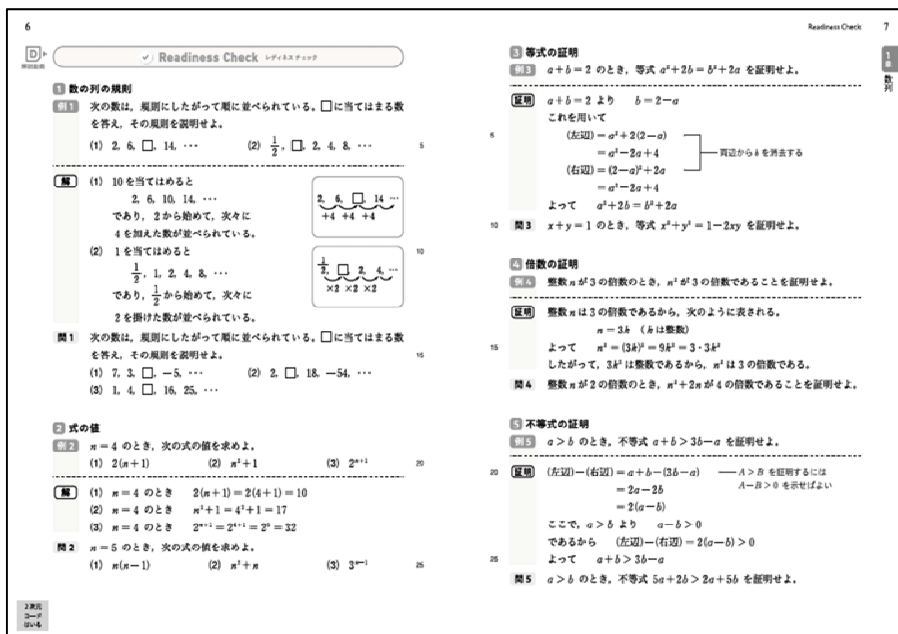 6
Readiness Check レディネスチェック
1 数の列の規則
例1 次の数は，規則にしたがって順に並べられている。□に当てはまる数
を答え，その規則を説明せよ。
(1) 2, 6, □, 14, … (2) 1/2, □, 2, 4, 8, … 5
解 (1) 10を当てはめると
2, 6, 10, 14, …
であり，2から始めて，次々に
4を加えた数が並べられている。
2, 6, □, 14 …
+4 +4 +4
(2) 1を当てはめると 10
1/2, 1, 2, 4, 8, …
であり，1/2から始めて，次々に
2を掛けた数が並べられている。
1/2, □, 2, 4, …
×2 ×2 ×2
問1 次の数は，規則にしたがって順に並べられている。□に当てはまる数
を答え，その規則を説明せよ。 15
(1) 7, 3, □, −5, … (2) 2, □, 18, −54, …
(3) 1, 4, □, 16, 25, …
2 式の値
例2 n=4 のとき，次の式の値を求めよ。
(1) 2(n+1) (2) n²+1 (3) 2ⁿ⁺¹ 20
解 (1) n=4 のとき 2(n+1)=2(4+1)=10
(2) n=4 のとき n²+1=4²+1=17
(3) n=4 のとき 2ⁿ⁺¹=2⁴⁺¹=2⁵=32
問2 n=5 のとき，次の式の値を求めよ。
(1) n(n−1) (2) n²+n (3) 3ⁿ⁻¹ 25
2次元
コード
はいる
Readiness Check 7
1章
数列
3 等式の証明
例3 a+b=2 のとき，等式 a²+2b=b²+2a を証明せよ。
証明 a+b=2 より b=2−a
これを用いて
5 (左辺)=a²+2(2−a)
=a²−2a+4
両辺からbを消去する
(右辺)=(2−a)²+2a
=a²−2a+4
よって a²+2b=b²+2a
10 問3 x+y=1 のとき，等式 x²+y²=1−2xy を証明せよ。
4 倍数の証明
例4 整数nが3の倍数のとき，n²が3の倍数であることを証明せよ。
証明 整数nは3の倍数であるから，次のように表される。
n=3k （kは整数）
15 よって n²=(3k)²=9k²=3·3k²
したがって，3k²は整数であるから，n²は3の倍数である。
問4 整数nが2の倍数のとき，n²+2nが4の倍数であることを証明せよ。
5 不等式の証明
例5 a>b のとき，不等式 a+b>3b−a を証明せよ。
20 証明 (左辺)−(右辺)=a+b−(3b−a) A>B を証明するには
=2a−2b A−B>0 を示せばよい
=2(a−b)
ここで，a>b より a−b>0
であるから (左辺)−(右辺)=2(a−b)>0
25 よって a+b>3b−a
問5 a>b のとき，不等式 5a+2b>2a+5b を証明せよ。